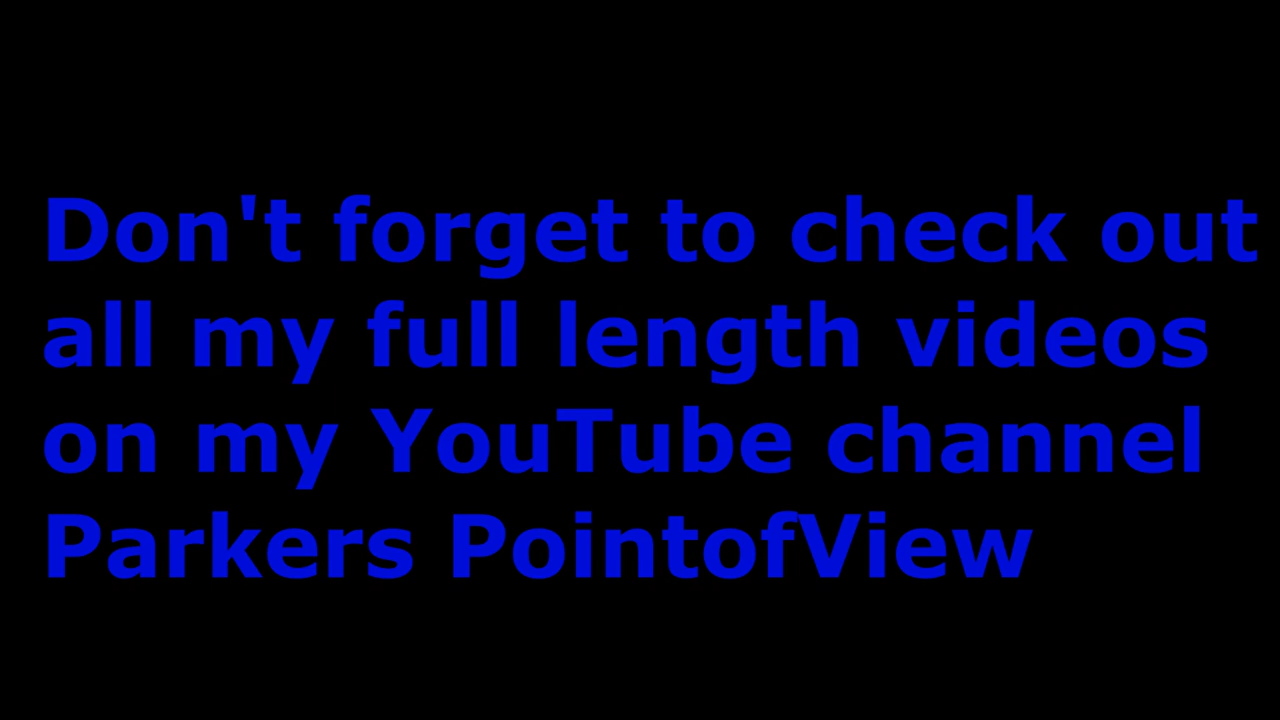 Don't forget to check out
all my full length videos
on my YouTube channel
Parkers PointofView